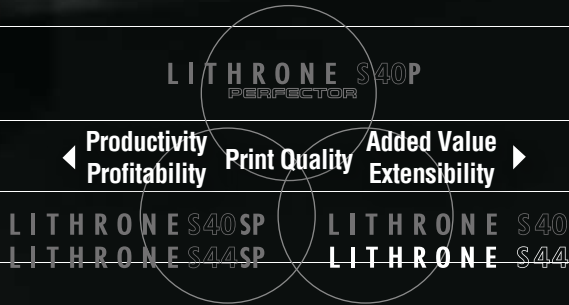 LITHRONE S40P
PERFECTOR
Productivity
Profitability
Print Quality
Added Value
Extensibility
LITHRONE S40SP
LITHRONE S44SP
LITHRONE S40
LITHRONE S44